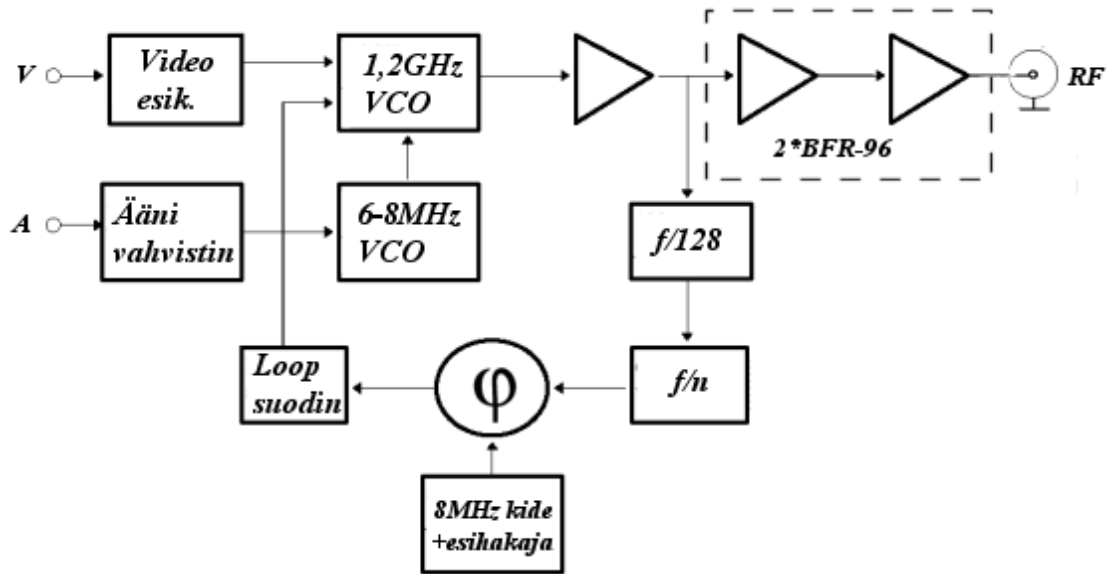 V
Video
esik.
1,2GHz
VCO
RF
2*BFR-96
A
Ääni
vahvistin
6-8MHz
VCO
f/128
Loop
suodin
φ
f/n
8MHz kide
+esihakaja